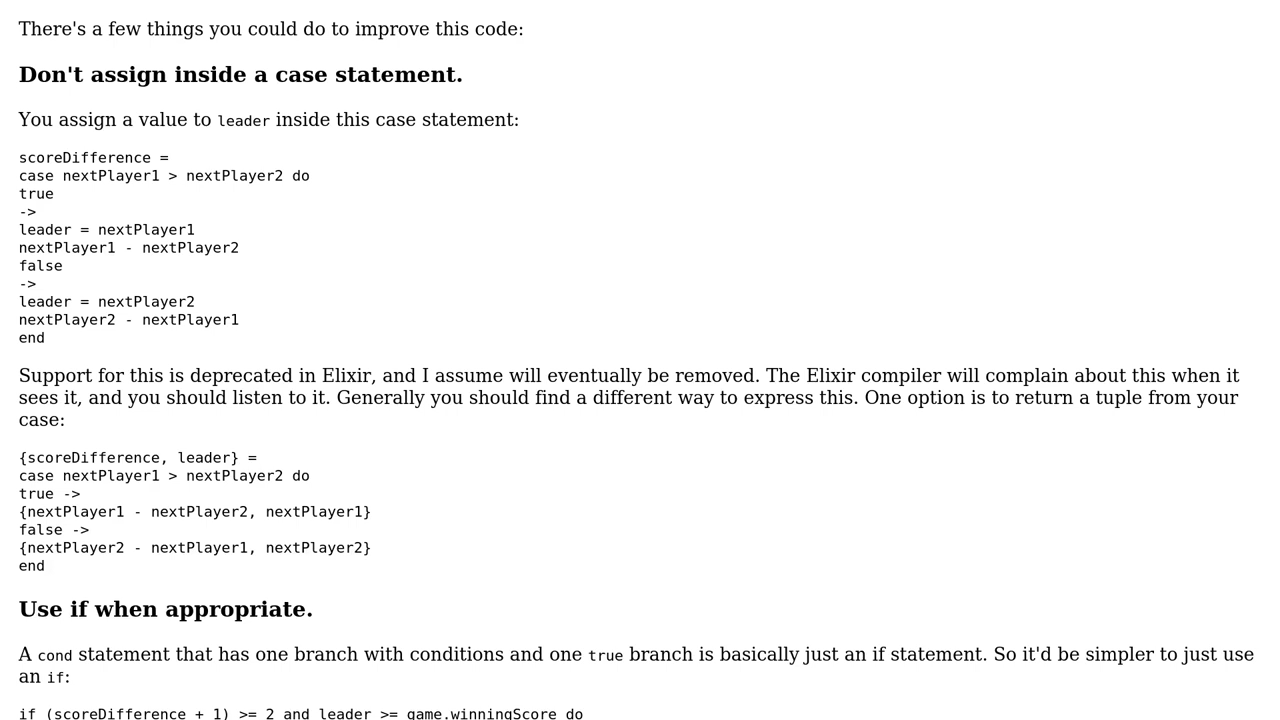 There's a few things you could do to improve this code:
Don't assign inside a case statement.
You assign a value to leader inside this case statement:
scoreDifference =
case nextPlayer1 > nextPlayer2 do
true
->
leader = nextPlayer1
nextPlayer1 - nextPlayer2
false
->
leader = nextPlayer2
nextPlayer2 - nextPlayer1
end
Support for this is deprecated in Elixir, and I assume will eventually be removed. The Elixir compiler will complain about this when it
sees it, and you should listen to it. Generally you should find a different way to express this. One option is to return a tuple from your
case:
{scoreDifference, leader} =
case nextPlayer1 > nextPlayer2 do
true ->
{nextPlayer1 - nextPlayer2, nextPlayer1}
false ->
{nextPlayer2 - nextPlayer1, nextPlayer2}
end
Use if when appropriate.
A cond statement that has one branch with conditions and one true branch is basically just an if statement. So it'd be simpler to just use
an if:
if (scoreDifference + 1) >= 2 and leader >= game.winningScore do